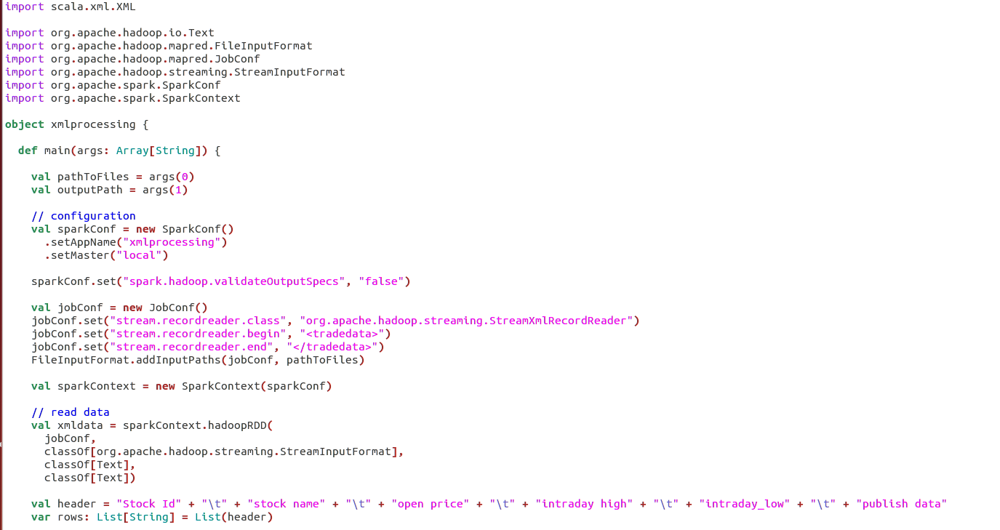 import scala.xml.XML
import org.apache.hadoop.io.Text
import org.apache.hadoop.mapred.FileInputFormat
import org.apache.hadoop.mapred.JobConf
import org.apache.hadoop.streaming.StreamInputFormat
import org.apache.spark.SparkConf
import org.apache.spark.SparkContext
object xmlprocessing {
  def main(args: Array[String]) {
    val pathToFiles = args(0)
    val outputPath = args(1)
    // configuration
    val sparkConf = new SparkConf()
      .setAppName("xmlprocessing")
      .setMaster("local")
    sparkConf.set("spark.hadoop.validateOutputSpecs", "false")
    val jobConf = new JobConf()
    jobConf.set("stream.recordreader.class", "org.apache.hadoop.streaming.StreamXmlRecordReader")
    jobConf.set("stream.recordreader.begin", "<tradedata>")
    jobConf.set("stream.recordreader.end", "</tradedata>")
    FileInputFormat.addInputPaths(jobConf, pathToFiles)
    val sparkContext = new SparkContext(sparkConf)
    // read data
    val xmldata = sparkContext.hadoopRDD(
      jobConf,
      classOf[org.apache.hadoop.streaming.StreamInputFormat],
      classOf[Text],
      classOf[Text])
    val header = "Stock Id" + "\t" + "stock name" + "\t" + "open price" + "\t" + "intraday high" + "\t" + "intraday_low" + "\t" + "publish data"
    var rows: List[String] = List(header)